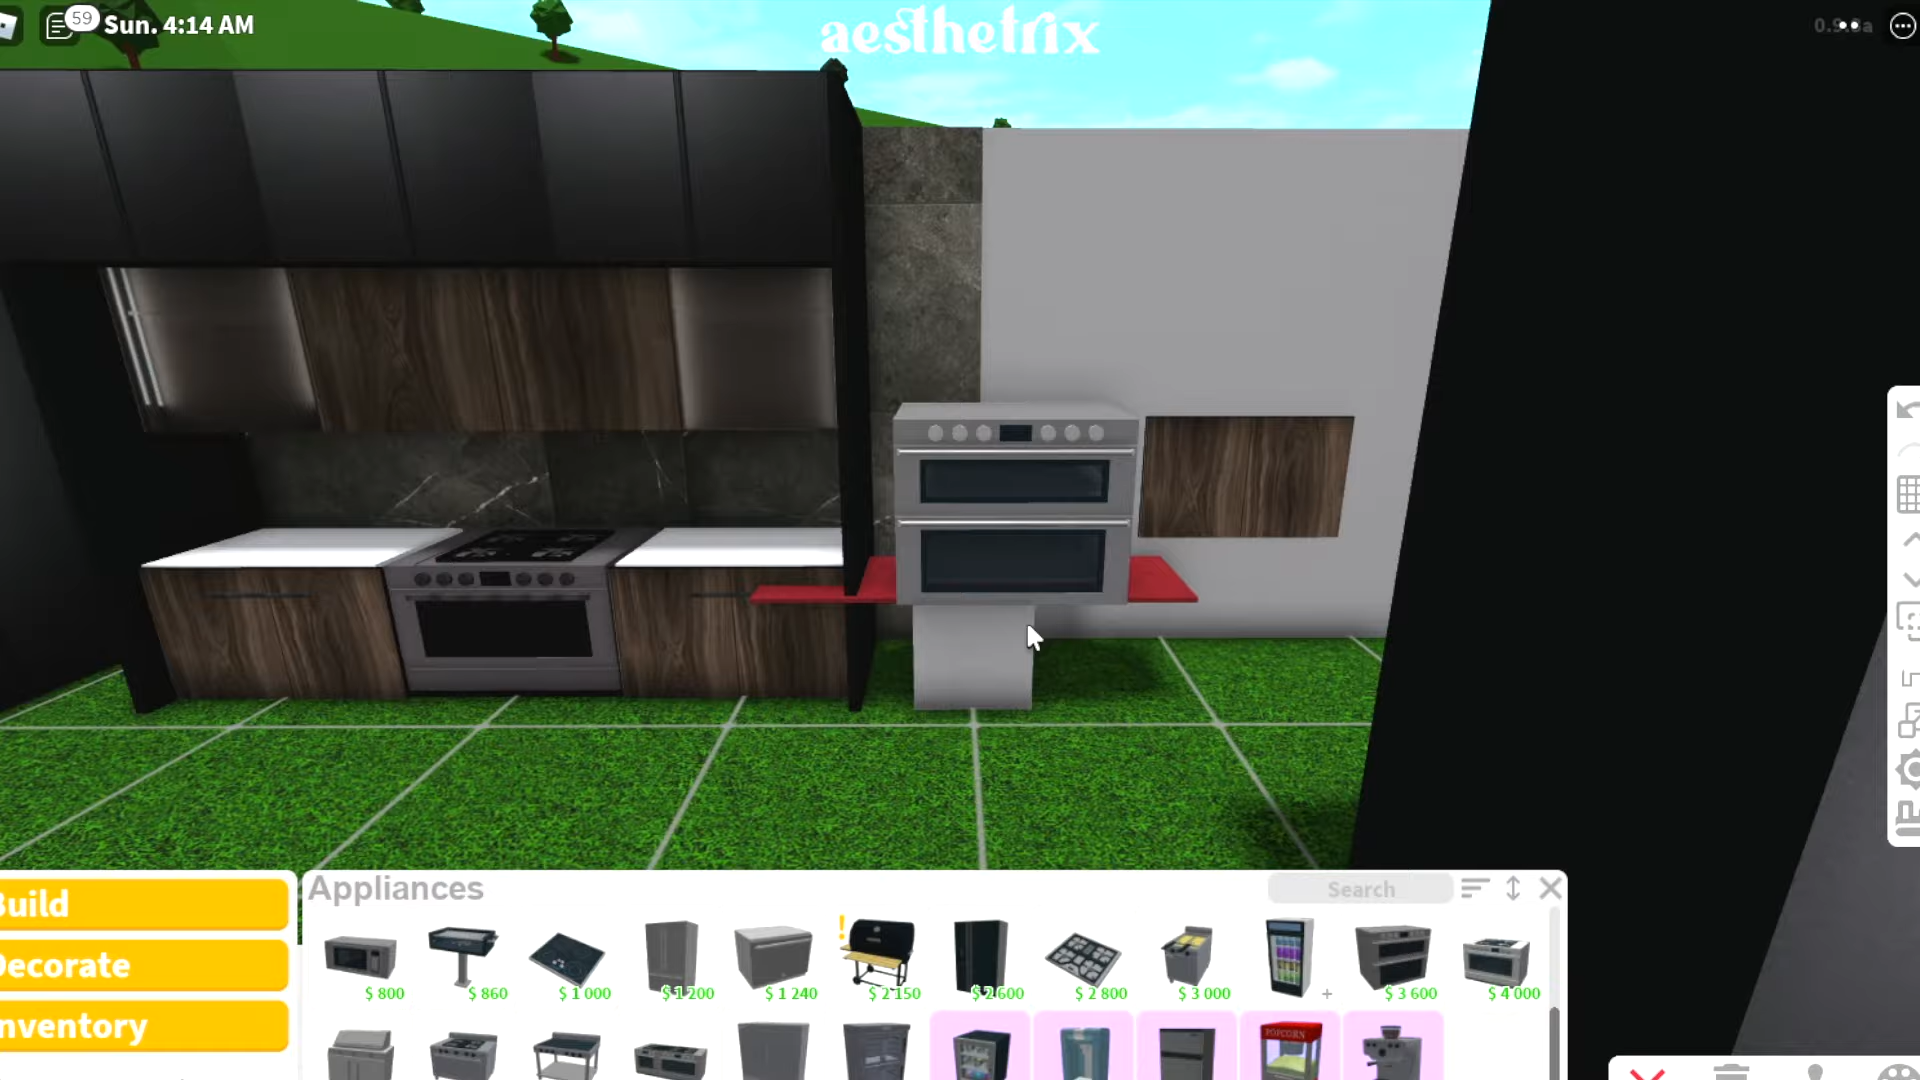 59 Sun. 4:14 AM
aesthetrix
Build
Decorate
Inventory
Appliances
Search
$ 800
$ 860
$ 1 000
$ 1 200
$ 1 240
$ 2 150
$ 2 600
$ 2 800
$ 3 000
$ 3 600
$ 4 000
POPCORN